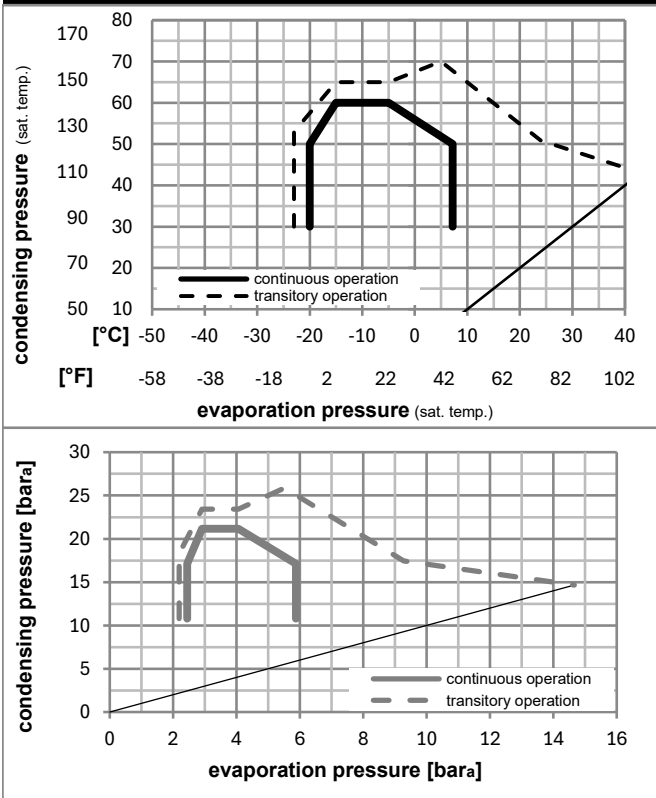 condensing pressure (sat. temp.)
170 80
70
150 60
130 50
110 40
90 30
70 20
50 10
continuous operation
transitory operation
[°C] -50 -40 -30 -20 -10 0 10 20 30 40
[°F] -58 -38 -18 2 22 42 62 82 102
evaporation pressure (sat. temp.)
condensing pressure [bara]
30
25
20
15
10
5
0
continuous operation
transitory operation
0 2 4 6 8 10 12 14 16
evaporation pressure [bara]